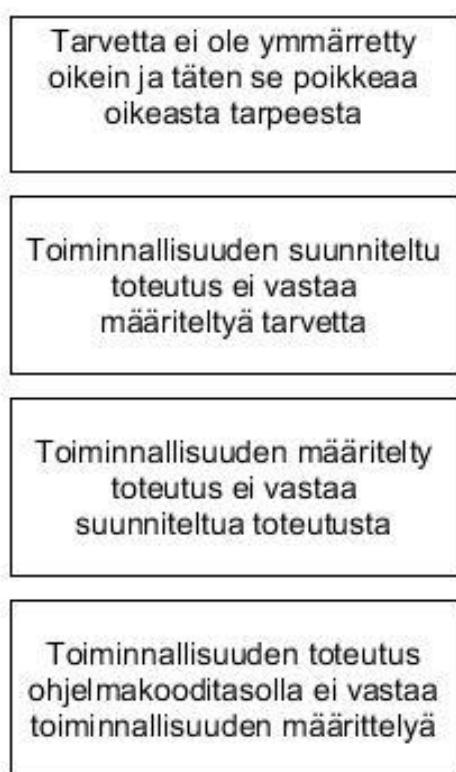 Tarvetta ei ole ymmärretty
oikein ja täten se poikkeaa
oikeasta tarpeesta
Toiminnallisuuden suunniteltu
toteutus ei vastaa
määriteltyä tarvetta
Toiminnallisuuden määritelty
toteutus ei vastaa
suunniteltua toteutusta
Toiminnallisuuden toteutus
ohjelmakooditasolla ei vastaa
toiminnallisuuden määrittelyä